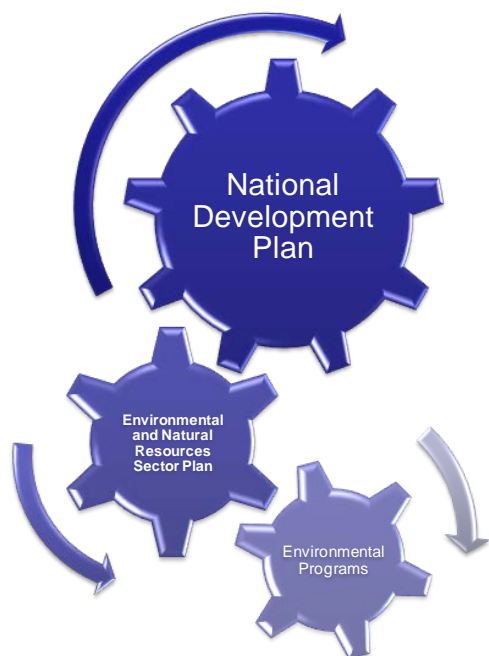 National
Development
Plan
Environmental
and Natural
Resources
Sector Plan
Environmental
Programs